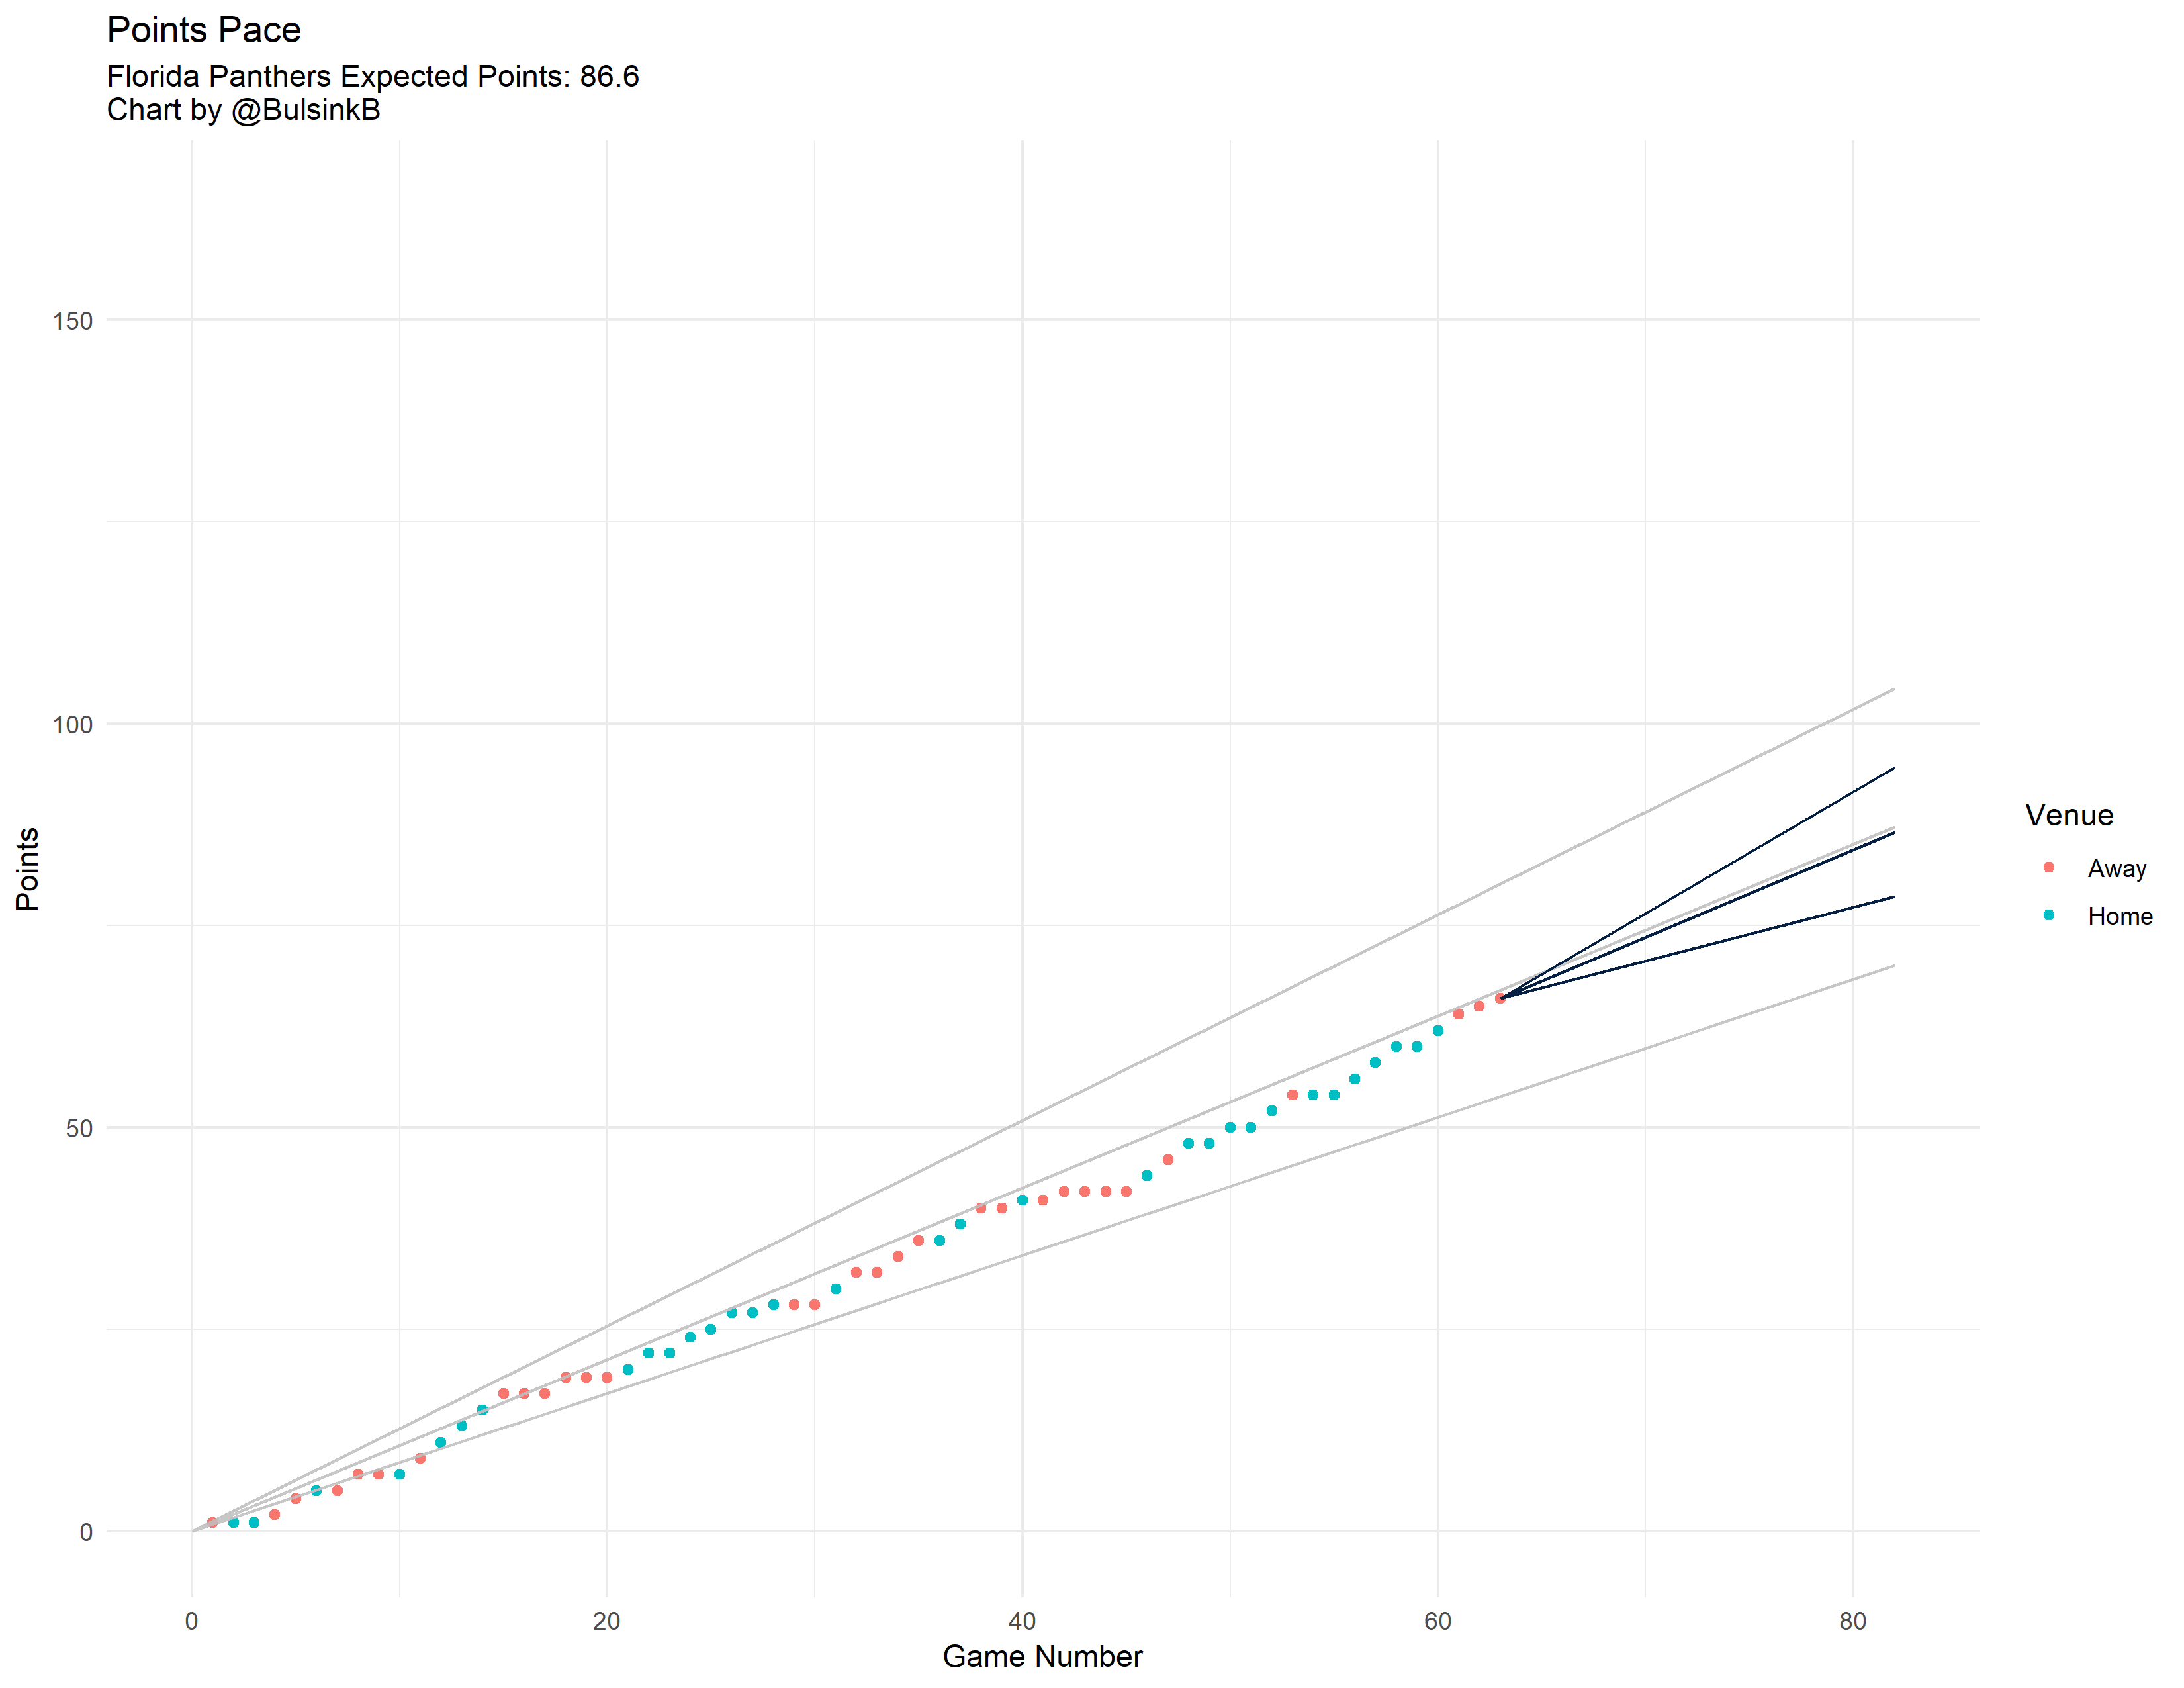 Points Pace
Florida Panthers Expected Points: 86.6
Chart by @BulsinkB
150
100
50
0
Points
0 20 40 60 80
Game Number
Venue
Away
Home